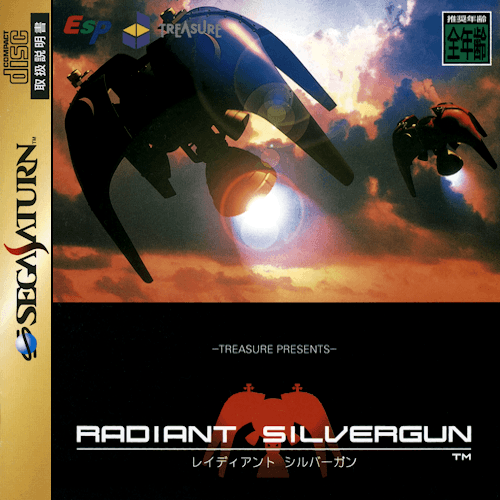 COMPACT
disc
取扱説明書
SEGA SATURN™
Esp
TREASURE
推奨年齢
全年齢
–TREASURE PRESENTS–
RADIANT SILVERGUN
TM
レイディアント シルバーガン